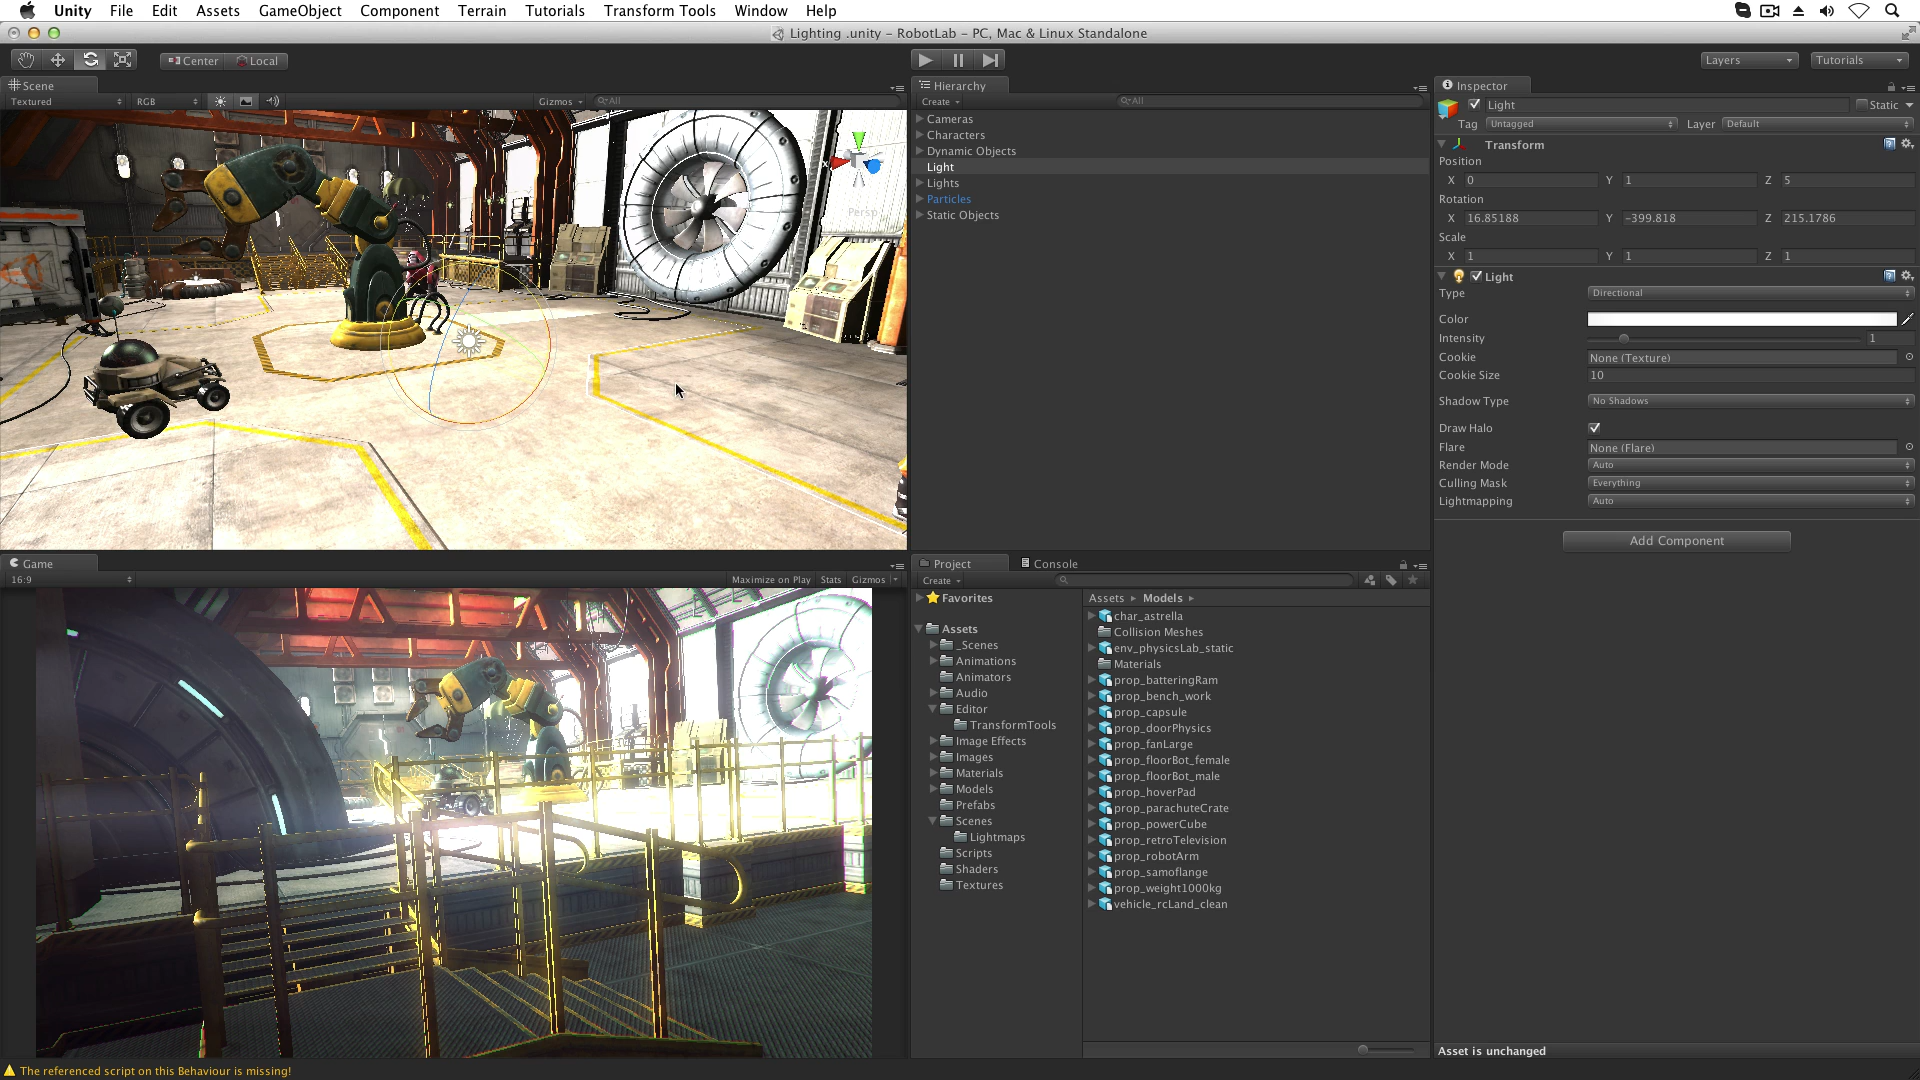 Unity File Edit Assets GameObject Component Terrain Tutorials Transform Tools Window Help
Lighting .unity – RobotLab – PC, Mac & Linux Standalone
Center Local
Layers Tutorials
Scene
Textured RGB Gizmos All
Persp
Hierarchy
Create All
Cameras
Characters
Dynamic Objects
Light
Lights
Particles
Static Objects
Inspector
Light Static
Tag Untagged Layer Default
Transform
Position
X 0 Y 1 Z 5
Rotation
X 16.85188 Y -399.818 Z 215.1786
Scale
X 1 Y 1 Z 1
Light
Type Directional
Color
Intensity 1
Cookie None (Texture)
Cookie Size 10
Shadow Type No Shadows
Draw Halo
Flare None (Flare)
Render Mode Auto
Culling Mask Everything
Lightmapping Auto
Add Component
Game
16:9 Maximize on Play Stats Gizmos
Project Console
Create
Favorites
Assets
_Scenes
Animations
Animators
Audio
Editor
TransformTools
Image Effects
Images
Materials
Models
Prefabs
Scenes
Lightmaps
Scripts
Shaders
Textures
Assets Models
char_astrella
Collision Meshes
env_physicsLab_static
Materials
prop_batteringRam
prop_bench_work
prop_capsule
prop_doorPhysics
prop_fanLarge
prop_floorBot_female
prop_floorBot_male
prop_hoverPad
prop_parachuteCrate
prop_powerCube
prop_retroTelevision
prop_robotArm
prop_samoflange
prop_weight1000kg
vehicle_rcLand_clean
Asset is unchanged
The referenced script on this Behaviour is missing!